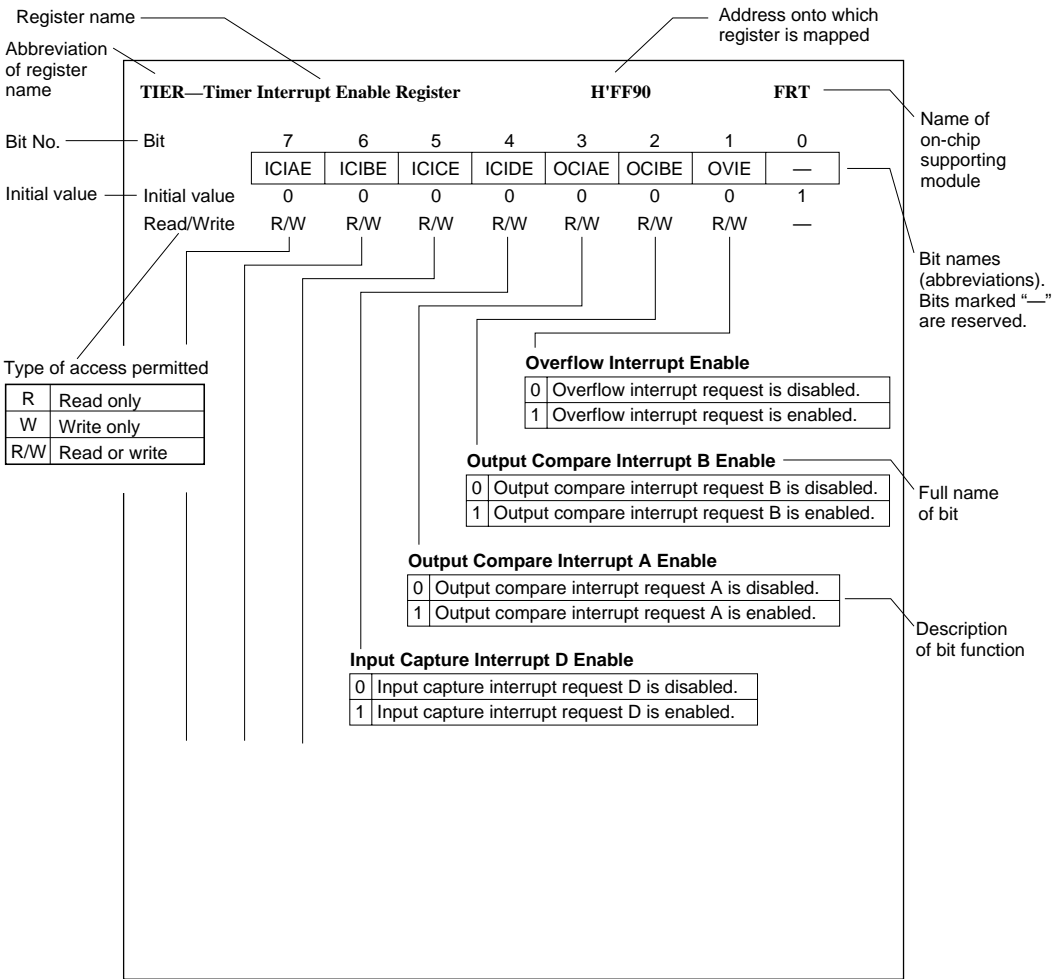 Register name
Address onto which
register is mapped
Abbreviation
of register
name
TIER—Timer Interrupt Enable Register H'FF90 FRT
Name of
on-chip
supporting
module
Bit No. Bit 7 6 5 4 3 2 1 0
ICIAE ICIBE ICICE ICIDE OCIAE OCIBE OVIE —
Initial value Initial value 0 0 0 0 0 0 0 1
Read/Write R/W R/W R/W R/W R/W R/W R/W —
Bit names
(abbreviations).
Bits marked “—”
are reserved.
Type of access permitted
R Read only
W Write only
R/W Read or write
Overflow Interrupt Enable
0 Overflow interrupt request is disabled.
1 Overflow interrupt request is enabled.
Output Compare Interrupt B Enable
0 Output compare interrupt request B is disabled.
1 Output compare interrupt request B is enabled.
Full name
of bit
Output Compare Interrupt A Enable
0 Output compare interrupt request A is disabled.
1 Output compare interrupt request A is enabled.
Description
of bit function
Input Capture Interrupt D Enable
0 Input capture interrupt request D is disabled.
1 Input capture interrupt request D is enabled.